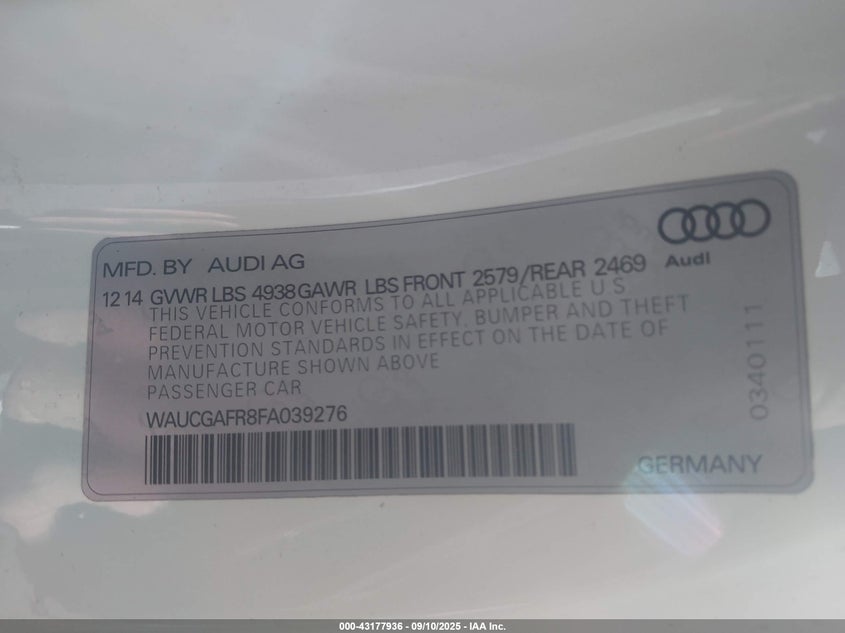 MFD. BY AUDI AG
Audi
12 14 GVWR LBS 4938 GAWR LBS FRONT 2579/REAR 2469
THIS VEHICLE CONFORMS TO ALL APPLICABLE U.S.
FEDERAL MOTOR VEHICLE SAFETY, BUMPER AND THEFT
PREVENTION STANDARDS IN EFFECT ON THE DATE OF
MANUFACTURE SHOWN ABOVE
PASSENGER CAR
WAUCGAFR8FA039276
0340111
GERMANY
000-43177936 - 09/10/2025 - IAA Inc.